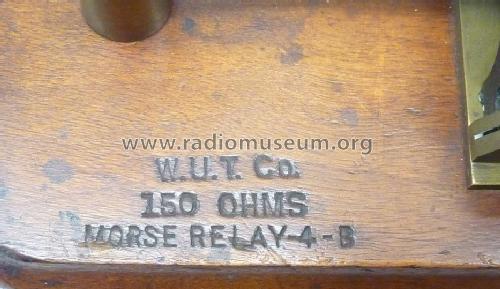 www.radiomuseum.org
W.U.T. Co.
150 OHMS
MORSE RELAY-4-B